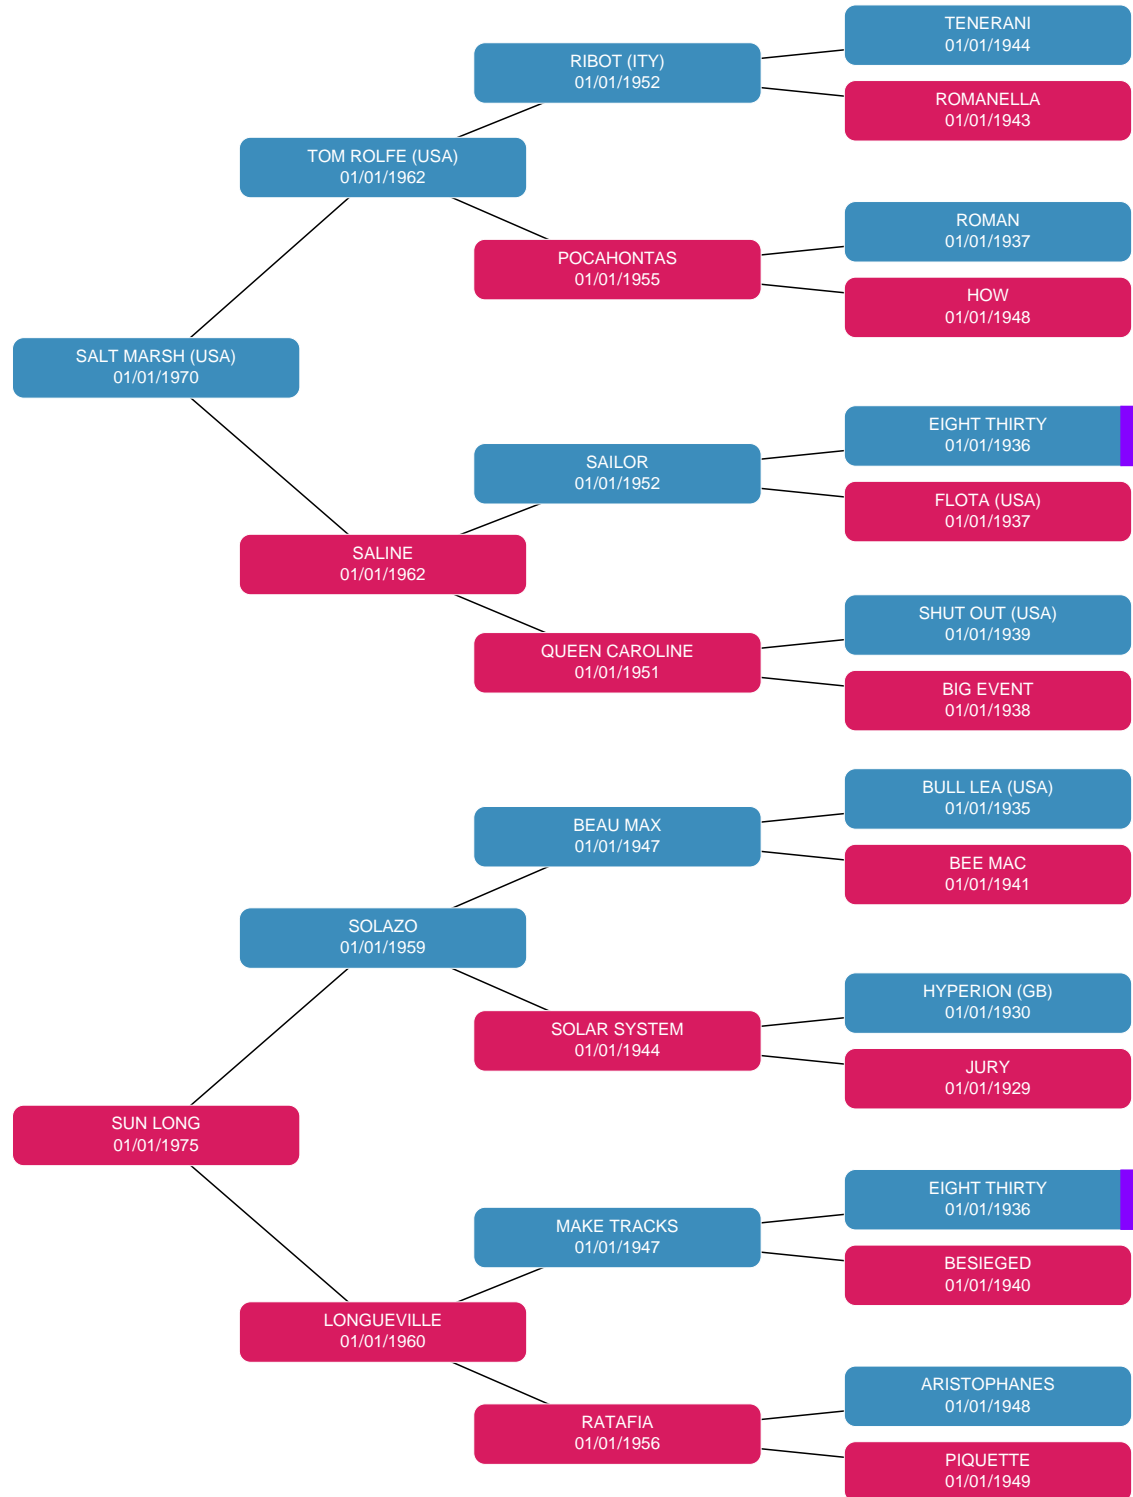 TENERANI
01/01/1944
RIBOT (ITY)
01/01/1952
ROMANELLA
01/01/1943
TOM ROLFE (USA)
01/01/1962
ROMAN
01/01/1937
POCAHONTAS
01/01/1955
HOW
01/01/1948
SALT MARSH (USA)
01/01/1970
EIGHT THIRTY
01/01/1936
SAILOR
01/01/1952
FLOTA (USA)
01/01/1937
SALINE
01/01/1962
SHUT OUT (USA)
01/01/1939
QUEEN CAROLINE
01/01/1951
BIG EVENT
01/01/1938
BULL LEA (USA)
01/01/1935
BEAU MAX
01/01/1947
BEE MAC
01/01/1941
SOLAZO
01/01/1959
HYPERION (GB)
01/01/1930
SOLAR SYSTEM
01/01/1944
JURY
01/01/1929
SUN LONG
01/01/1975
EIGHT THIRTY
01/01/1936
MAKE TRACKS
01/01/1947
BESIEGED
01/01/1940
LONGUEVILLE
01/01/1960
ARISTOPHANES
01/01/1948
RATAFIA
01/01/1956
PIQUETTE
01/01/1949